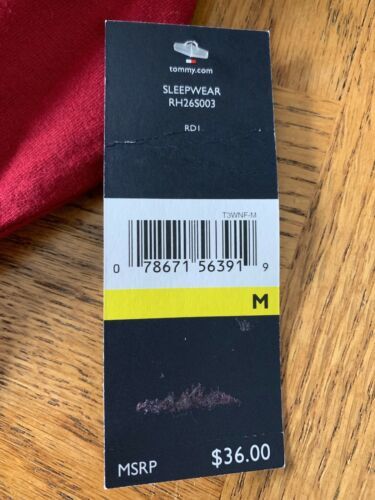 tommy.com
SLEEPWEAR
RH26S003
RD1
T3WNF-M
0 78671 56391 9
M
MSRP $36.00